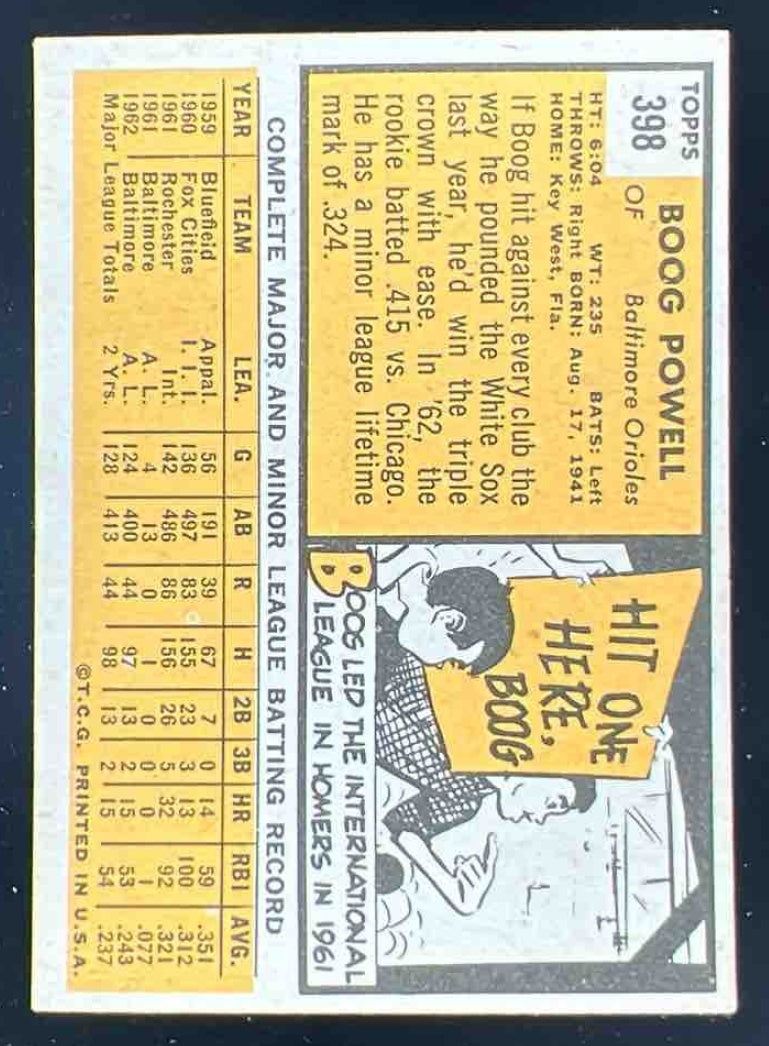 TOPPS
398
BOOG POWELL
OF Baltimore Orioles
HT: 6:04 WT: 235 BATS: Left
THROWS: Right BORN: Aug. 17, 1941
HOME: Key West, Fla.
If Boog hit against every club the
way he pounded the White Sox
last year, he'd win the triple
crown with ease. In '62, the
rookie batted .415 vs. Chicago.
He has a minor league lifetime
mark of .324.
HIT ONE
HERE,
BOOG
BOOG LED THE INTERNATIONAL
LEAGUE IN HOMERS IN 1961
COMPLETE MAJOR AND MINOR LEAGUE BATTING RECORD
YEAR TEAM LEA. G AB R H 2B 3B HR RBI AVG.
1959 Bluefield Appal. 56 191 39 67 7 0 14 59 .351
1960 Fox Cities I. I. I. 136 497 83 155 23 3 13 100 .312
1961 Rochester Int. 142 486 86 156 26 5 32 92 .321
1961 Baltimore A. L. 4 13 0 1 0 0 0 1 .077
1962 Baltimore A. L. 124 400 44 97 13 2 15 53 .243
Major League Totals 2 Yrs. 128 413 44 98 13 2 15 54 .237
©T.C.G. PRINTED IN U.S.A.